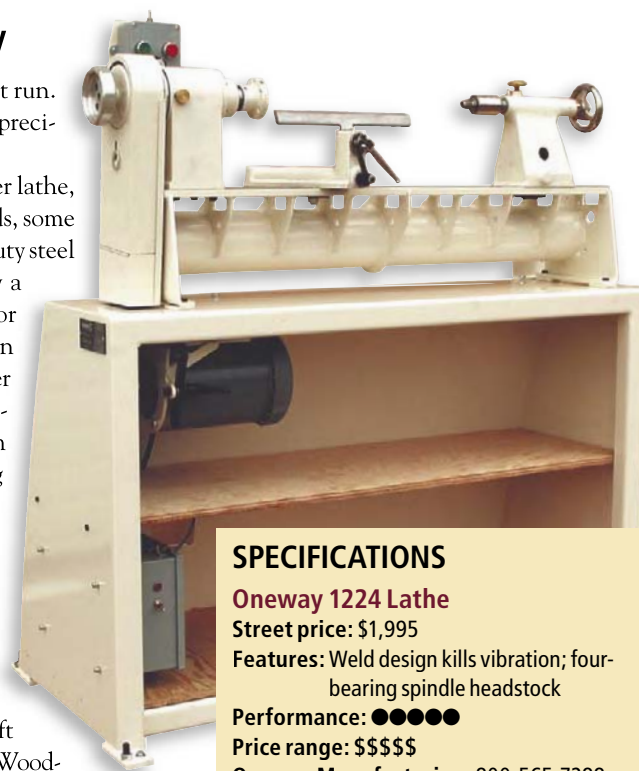 t run.
preci-
er lathe,
ls, some
uty steel
a
or
n
er
-
n
g
ft
Wood-
SPECIFICATIONS
Oneway 1224 Lathe
Street price: $1,995
Features: Weld design kills vibration; four-
bearing spindle headstock
Performance: ●●●●●
Price range: $$$$$